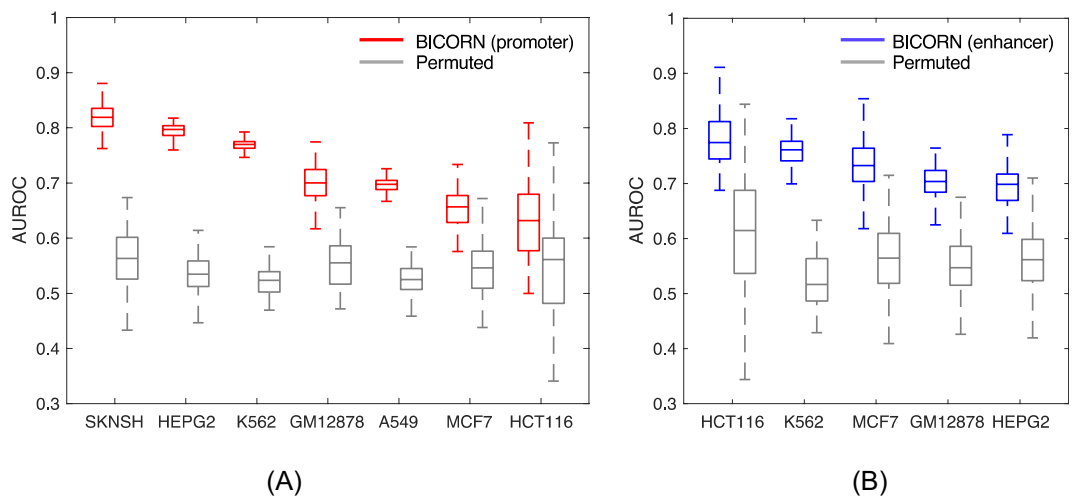 BICORN (promoter)
Permuted
AUROC
1
0.9
0.8
0.7
0.6
0.5
0.4
0.3
SKNSH HEPG2 K562 GM12878 A549 MCF7 HCT116
(A)
BICORN (enhancer)
Permuted
AUROC
1
0.9
0.8
0.7
0.6
0.5
0.4
0.3
HCT116 K562 MCF7 GM12878 HEPG2
(B)